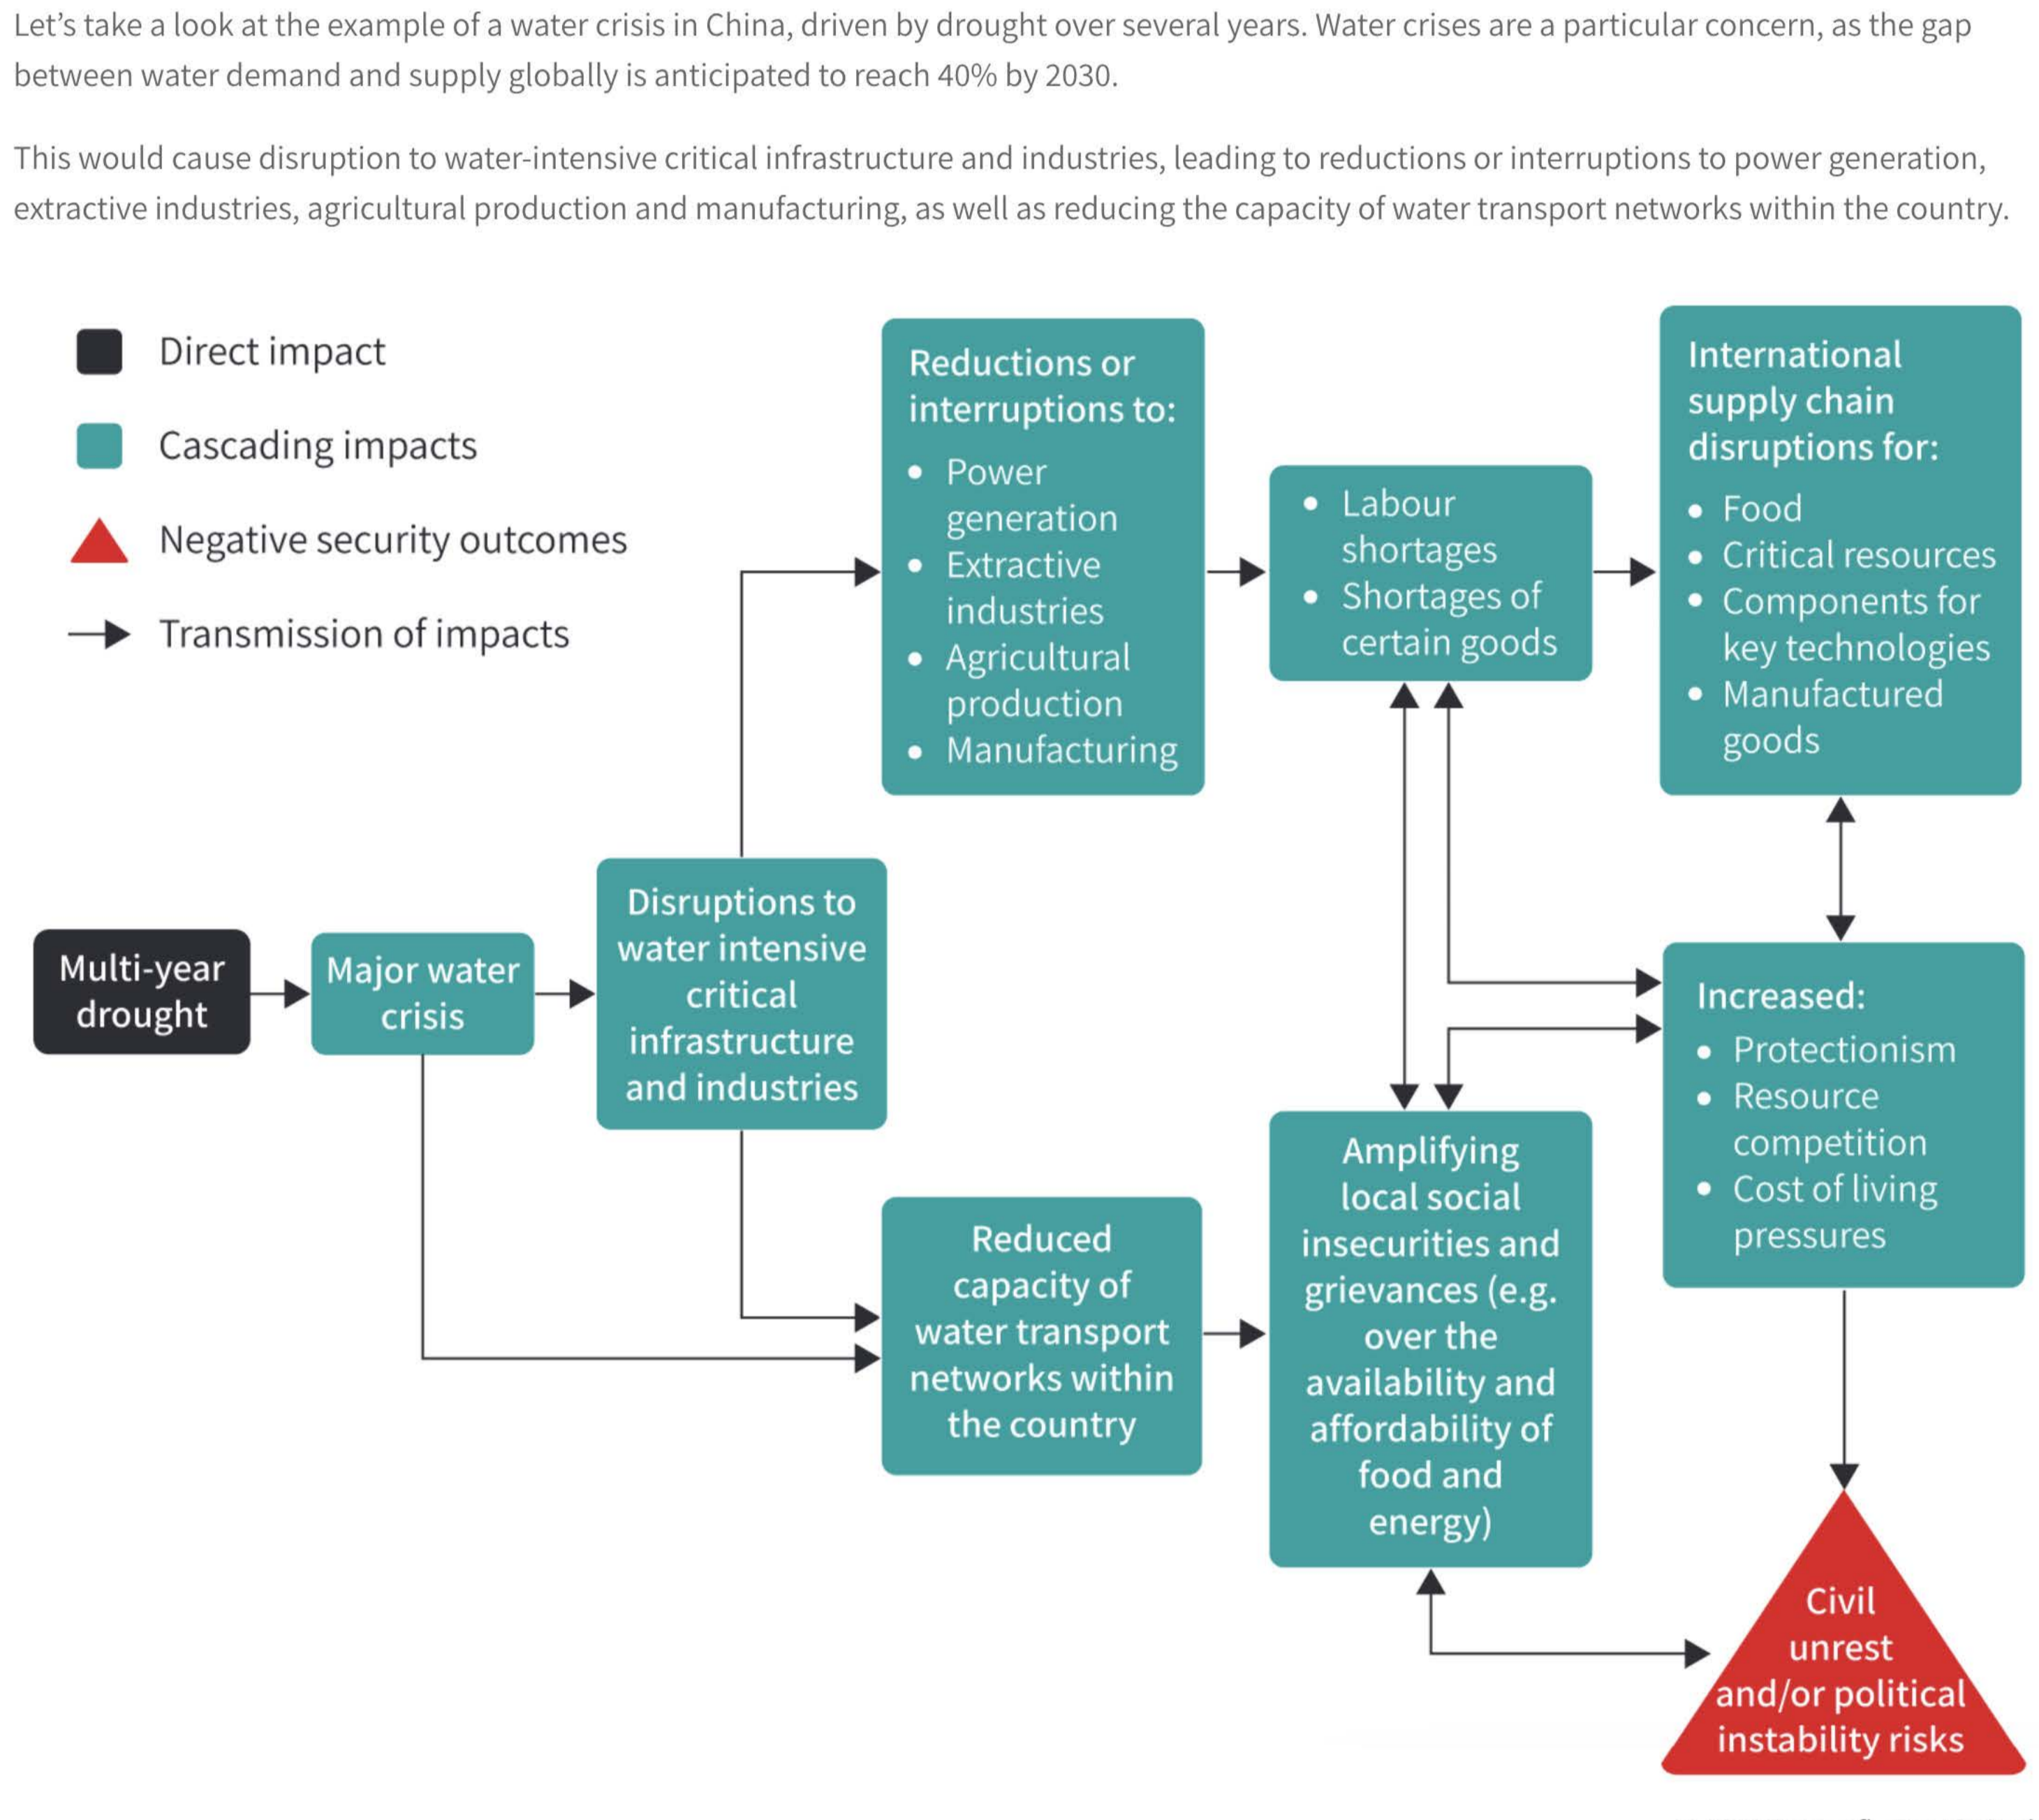 Let’s take a look at the example of a water crisis in China, driven by drought over several years. Water crises are a particular concern, as the gap
between water demand and supply globally is anticipated to reach 40% by 2030.
This would cause disruption to water-intensive critical infrastructure and industries, leading to reductions or interruptions to power generation,
extractive industries, agricultural production and manufacturing, as well as reducing the capacity of water transport networks within the country.
Direct impact
Cascading impacts
Negative security outcomes
Transmission of impacts
Multi-year
drought
Major water
crisis
Disruptions to
water intensive
critical
infrastructure
and industries
Reductions or
interruptions to:
• Power
generation
• Extractive
industries
• Agricultural
production
• Manufacturing
Reduced
capacity of
water transport
networks within
the country
• Labour
shortages
• Shortages of
certain goods
Amplifying
local social
insecurities and
grievances (e.g.
over the
availability and
affordability of
food and
energy)
International
supply chain
disruptions for:
• Food
• Critical resources
• Components for
key technologies
• Manufactured
goods
Increased:
• Protectionism
• Resource
competition
• Cost of living
pressures
Civil
unrest
and/or political
instability risks